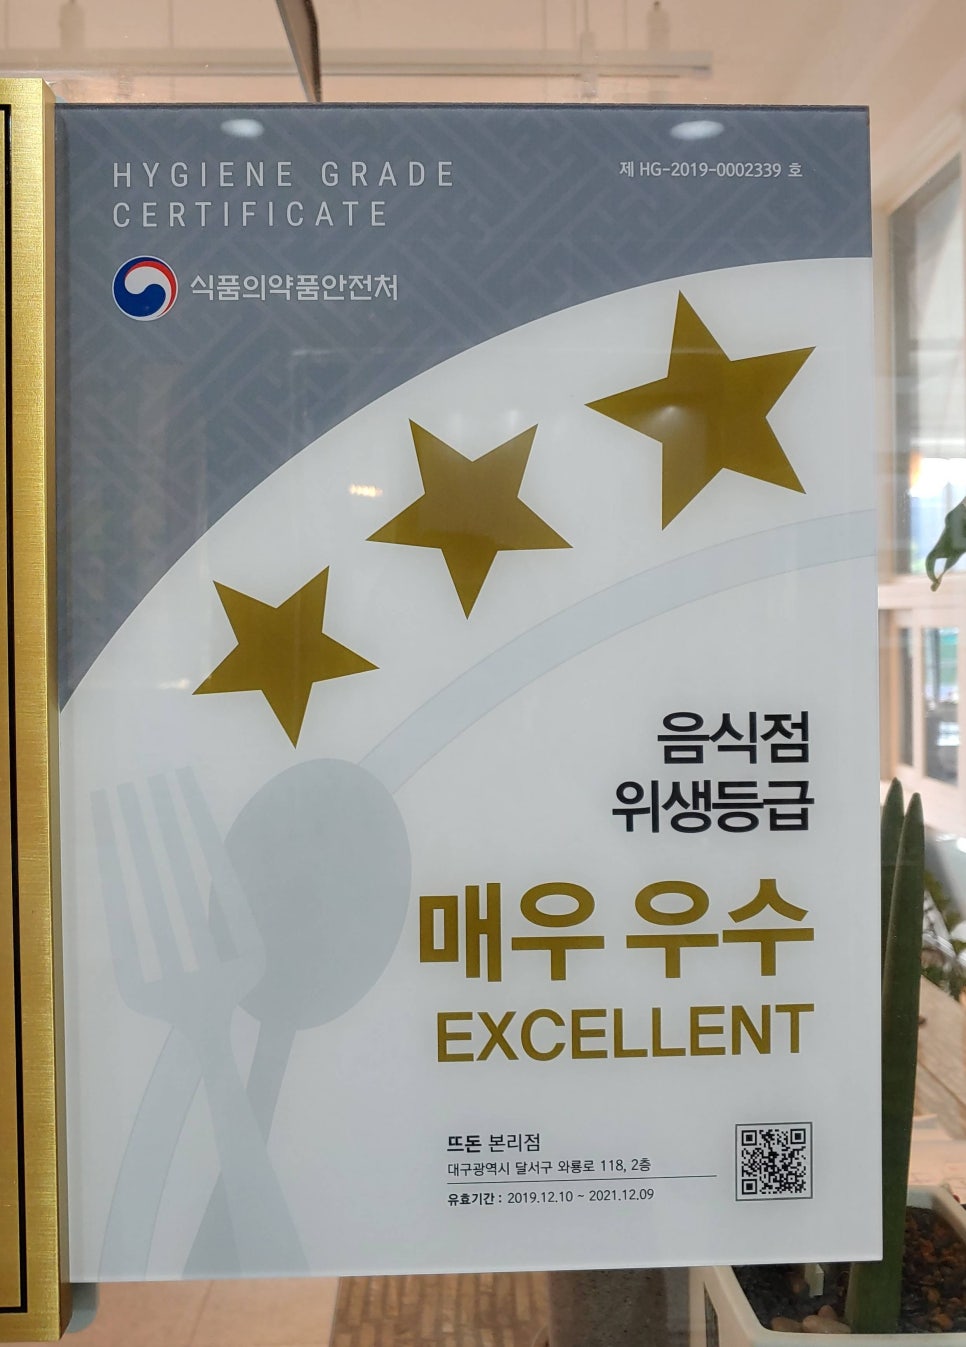 HYGIENE GRADE
CERTIFICATE
제 HG-2019-0002339 호
식품의약품안전처
음식점
위생등급
매우 우수
EXCELLENT
뜨돈 본리점
대구광역시 달서구 와룡로 118, 2층
유효기간 : 2019.12.10 ~ 2021.12.09